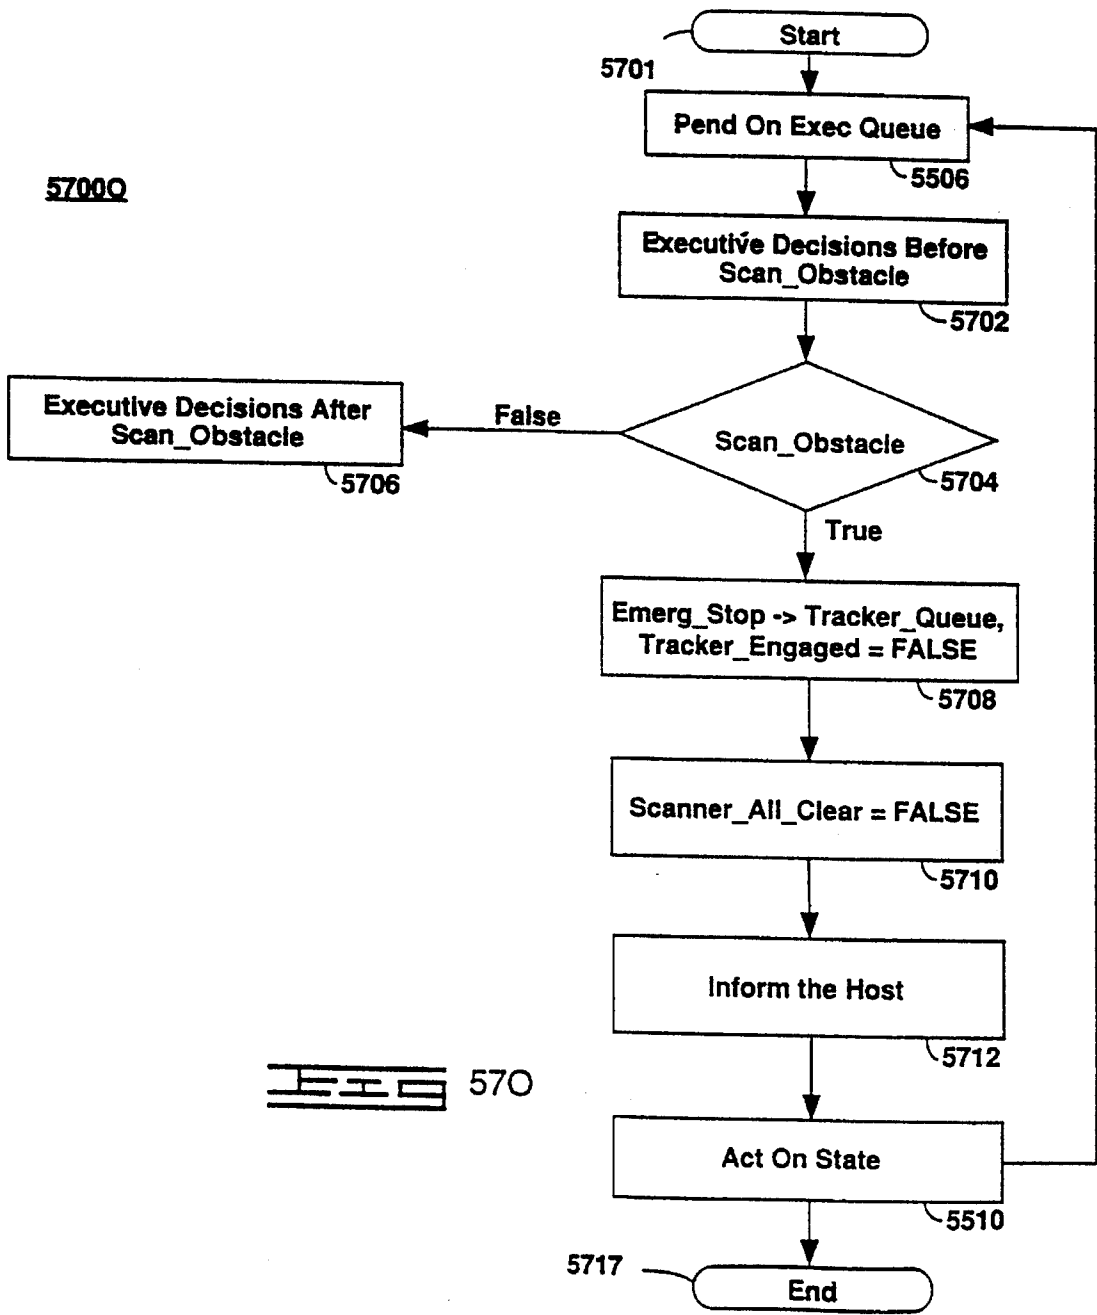 Start
5701
Pend On Exec Queue
5506
5700Q
Executive Decisions Before
Scan_Obstacle
5702
Executive Decisions After
Scan_Obstacle
5706
False
Scan_Obstacle
5704
True
Emerg_Stop -> Tracker_Queue,
Tracker_Engaged = FALSE
5708
Scanner_All_Clear = FALSE
5710
Inform the Host
5712
57O
Act On State
5510
5717
End